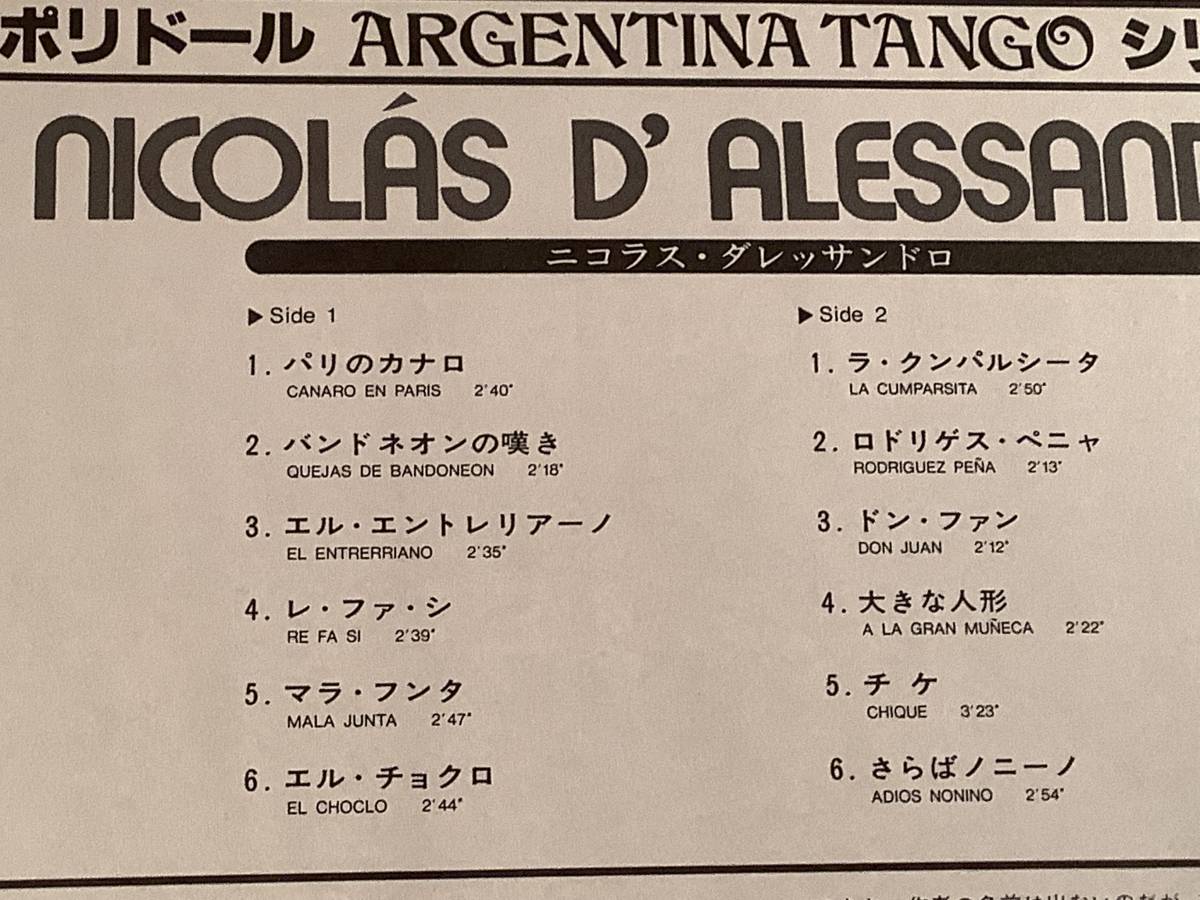 ポリドール ARGENTINA TANGO シリ
NICOLÁS D' ALESSAND
ニコラス・ダレッサンドロ
▶ Side 1
1. パリのカナロ
CANARO EN PARIS 2'40"
2. バンドネオンの嘆き
QUEJAS DE BANDONEON 2'18"
3. エル・エントレリアーノ
EL ENTRERRIANO 2'35"
4. レ・ファ・シ
RE FA SI 2'39"
5. マラ・フンタ
MALA JUNTA 2'47"
6. エル・チョクロ
EL CHOCLO 2'44"
▶ Side 2
1. ラ・クンパルシータ
LA CUMPARSITA 2'50"
2. ロドリゲス・ペニャ
RODRIGUEZ PEÑA 2'13"
3. ドン・ファン
DON JUAN 2'12"
4. 大きな人形
A LA GRAN MUÑECA 2'22"
5. チケ
CHIQUE 3'23"
6. さらばノニーノ
ADIOS NONINO 2'54"